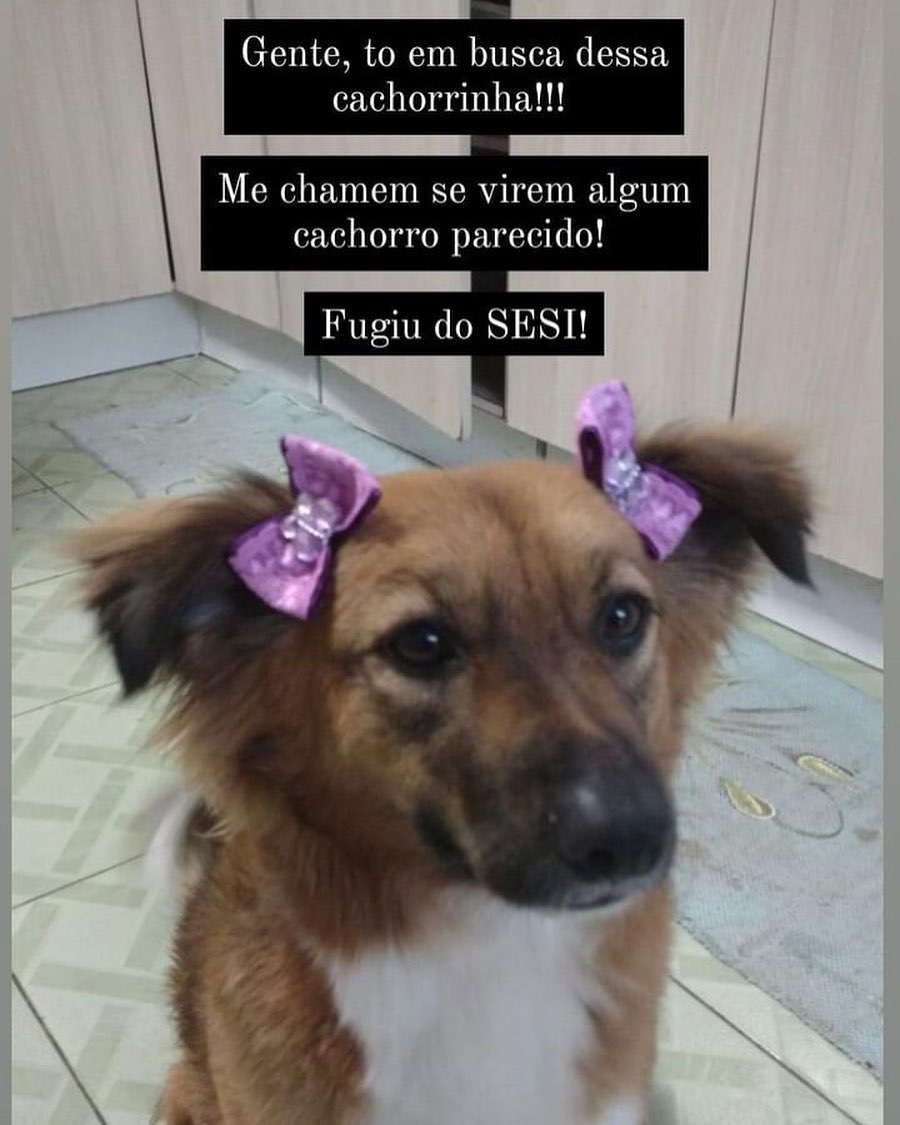 Gente, to em busca dessa
cachorrinha!!!
Me chamem se virem algum
cachorro parecido!
Fugiu do SESI!